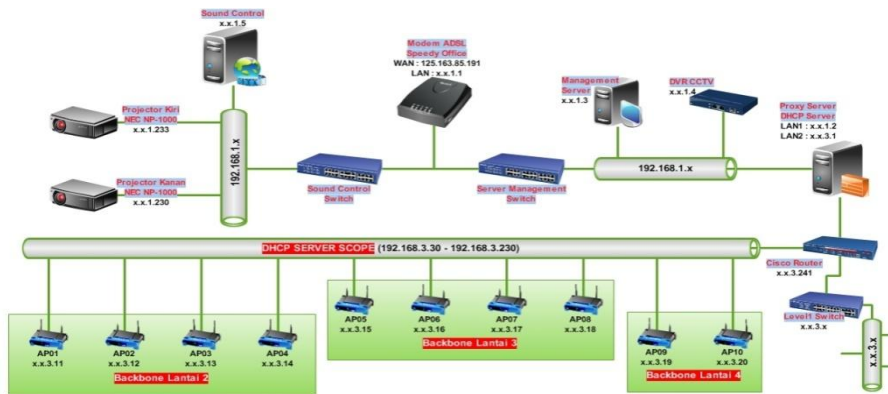 Sound Control
x.x.1.5
Modem ADSL
Speedy Office
WAN : 125.163.85.191
LAN : x.x.1.1
Management
Server
x.x.1.3
DVR CCTV
x.x.1.4
Proxy Server
DHCP Server
LAN1 : x.x.1.2
LAN2 : x.x.3.1
Projector Kiri
NEC NP-1000
x.x.1.233
Projector Kanan
NEC NP-1000
x.x.1.230
192.168.1.x
Sound Control
Switch
Server Management
Switch
192.168.1.x
DHCP SERVER SCOPE (192.168.3.30 - 192.168.3.230)
Cisco Router
x.x.3.241
Level1 Switch
x.x.3.x
x.x.3.x
AP01
x.x.3.11
AP02
x.x.3.12
AP03
x.x.3.13
AP04
x.x.3.14
Backbone Lantai 2
AP05
x.x.3.15
AP06
x.x.3.16
AP07
x.x.3.17
AP08
x.x.3.18
Backbone Lantai 3
AP09
x.x.3.19
AP10
x.x.3.20
Backbone Lantai 4